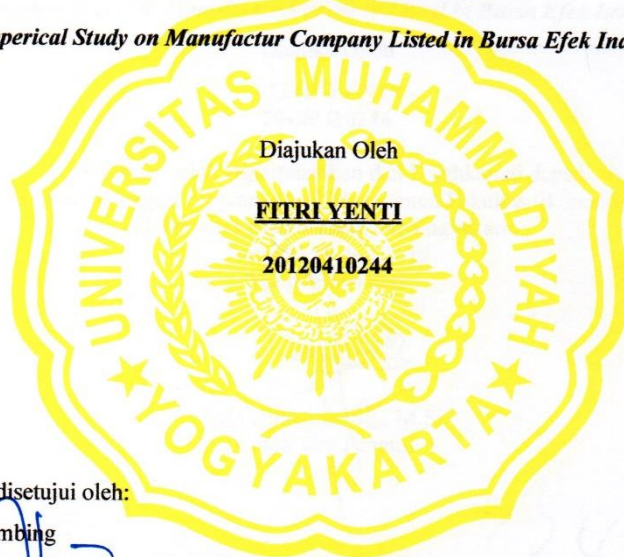 perical Study on Manufactur Company Listed in Bursa Efek Ind
UNIVERSITAS MUHAMMADIYAH
Diajukan Oleh
FITRI YENTI
20120410244
YOGYAKARTA
disetujui oleh:
mbing